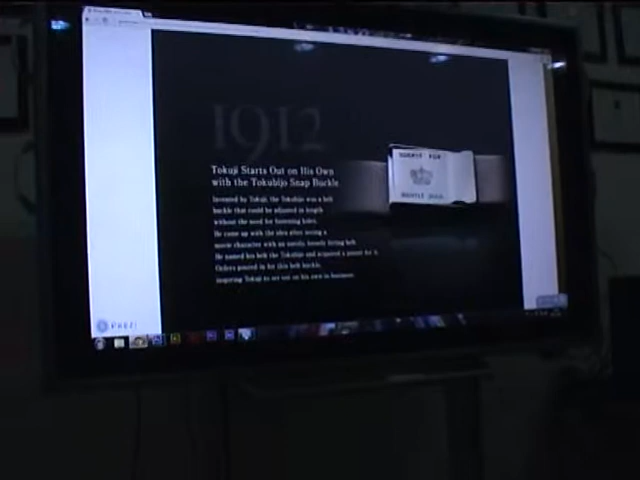 1912
Tokuji Starts Out on His Own
with the Tokubijo Snap Buckle
Invented by Tokuji, the Tokubijo was a belt
buckle that could be adjusted in length
without the need for fastening holes.
He came up with the idea after seeing a
movie character with an untidy, loosely fitting belt.
He named his belt the Tokubijo and acquired a patent for it.
Orders poured in for this belt buckle,
inspiring Tokuji to set out on his own in business.
PREZI